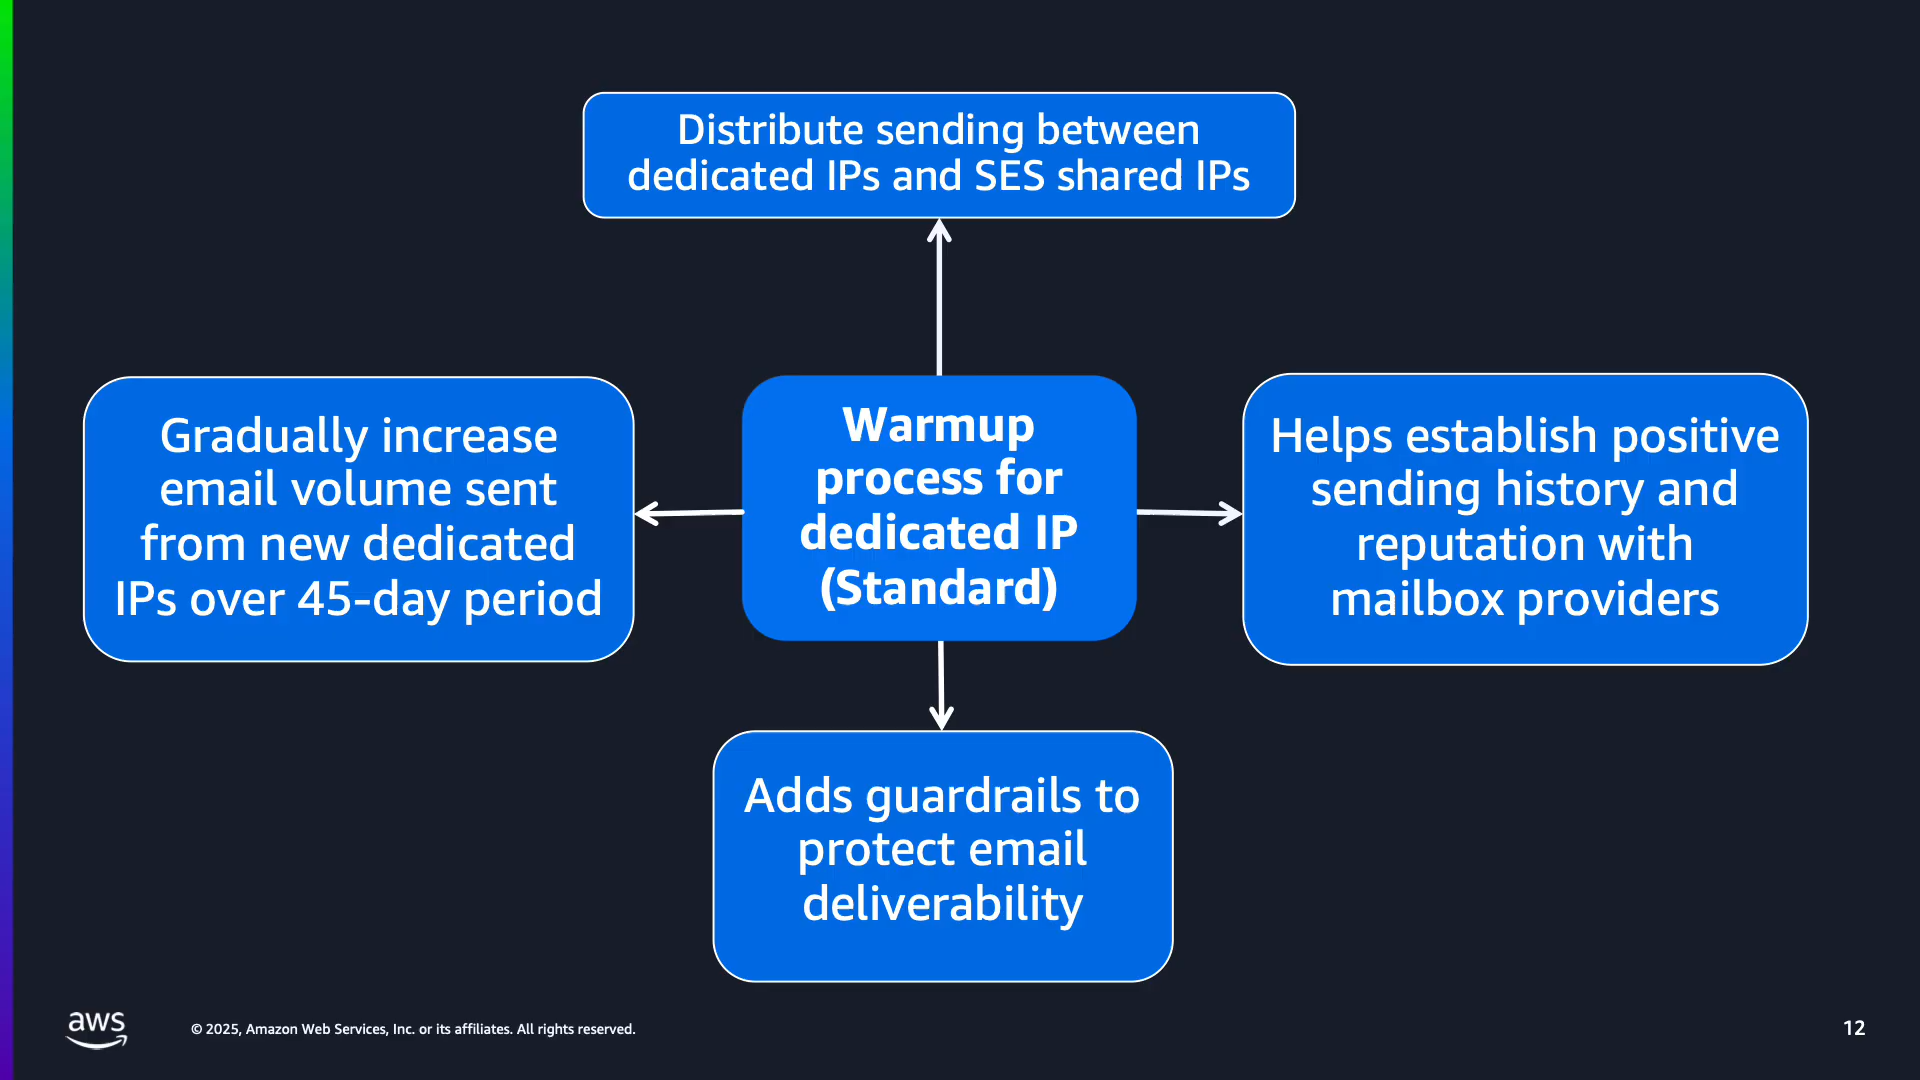 Distribute sending between
dedicated IPs and SES shared IPs
Gradually increase
email volume sent
from new dedicated
IPs over 45-day period
Warmup
process for
dedicated IP
(Standard)
Helps establish positive
sending history and
reputation with
mailbox providers
Adds guardrails to
protect email
deliverability
aws
© 2025, Amazon Web Services, Inc. or its affiliates. All rights reserved.
12